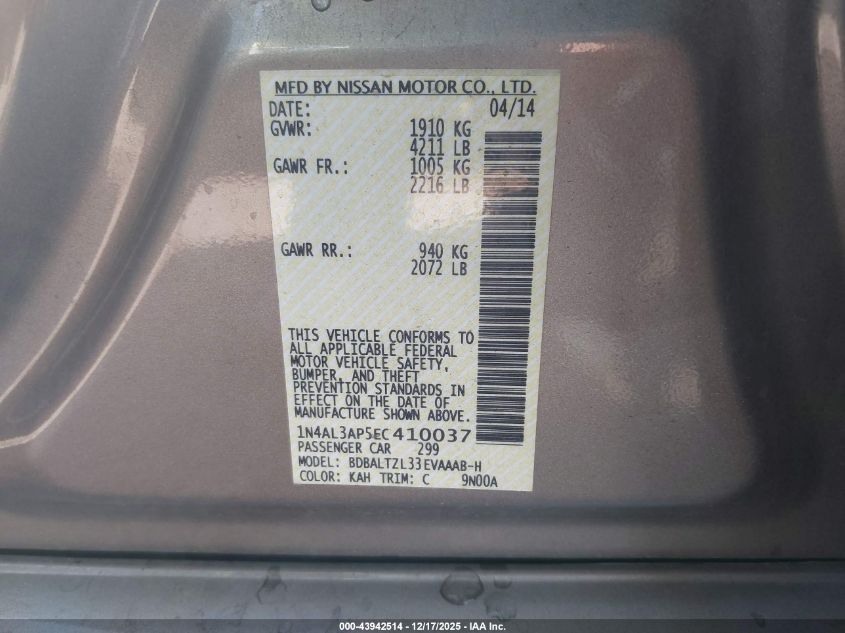 MFD BY NISSAN MOTOR CO., LTD.
DATE: 04/14
GVWR: 1910 KG
4211 LB
GAWR FR.: 1005 KG
2216 LB
GAWR RR.: 940 KG
2072 LB
THIS VEHICLE CONFORMS TO
ALL APPLICABLE FEDERAL
MOTOR VEHICLE SAFETY,
BUMPER, AND THEFT
PREVENTION STANDARDS IN
EFFECT ON THE DATE OF
MANUFACTURE SHOWN ABOVE.
1N4AL3AP5EC410037
PASSENGER CAR 299
MODEL: BDBALTZL33EVAAAB-H
COLOR: KAH TRIM: C 9N00A
000-43942514 - 12/17/2025 - IAA Inc.